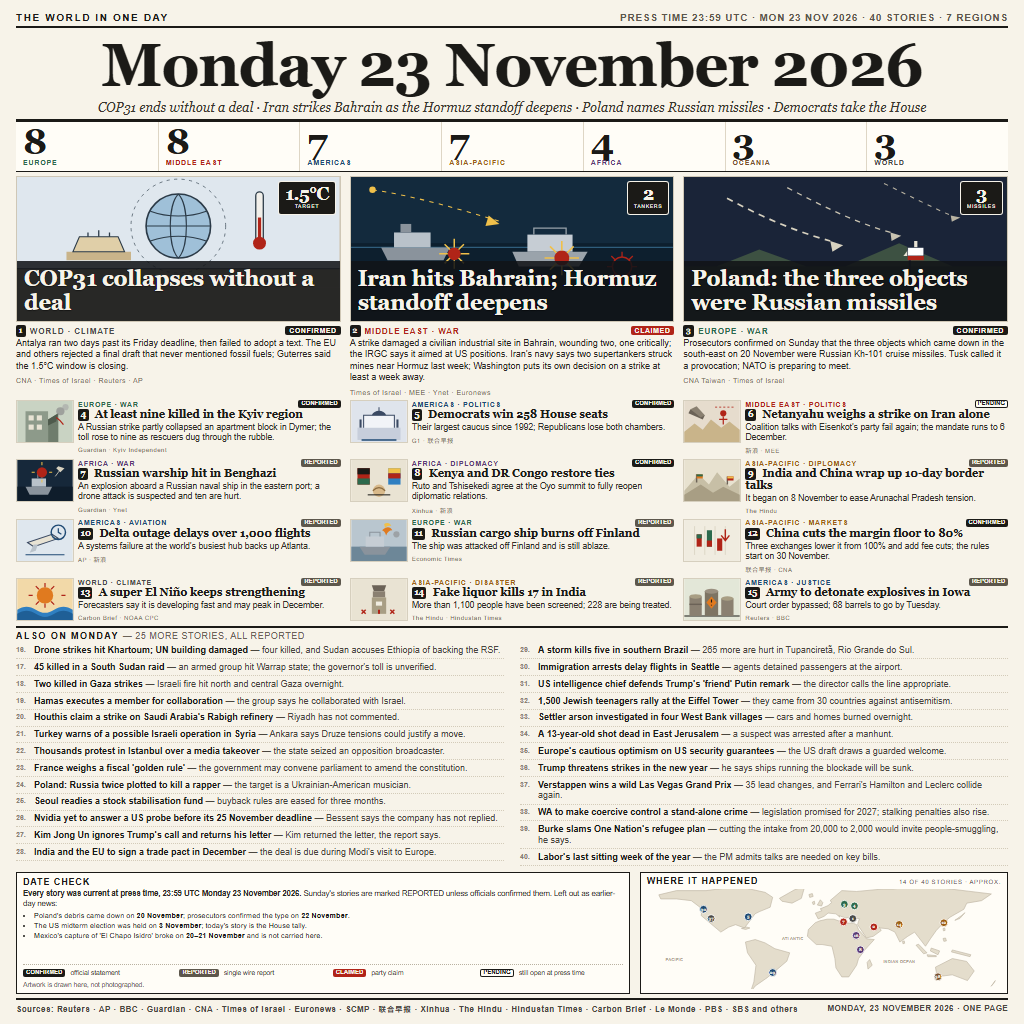 THE WORLD IN ONE DAY
PRESS TIME 23:59 UTC · MON 23 NOV 2026 · 40 STORIES · 7 REGIONS
Monday 23 November 2026
COP31 ends without a deal · Iran strikes Bahrain as the Hormuz standoff deepens · Poland names Russian missiles · Democrats take the House
8
EUROPE
8
MIDDLE EAST
7
AMERICAS
7
ASIA-PACIFIC
4
AFRICA
3
OCEANIA
3
WORLD
1.5°C
TARGET
COP31 collapses without a
deal
1 WORLD · CLIMATE CONFIRMED
Antalya ran two days past its Friday deadline, then failed to adopt a text. The EU
and others rejected a final draft that never mentioned fossil fuels; Guterres said
the 1.5°C window is closing.
CNA · Times of Israel · Reuters · AP
2
TANKERS
Iran hits Bahrain; Hormuz
standoff deepens
2 MIDDLE EAST · WAR CLAIMED
A strike damaged a civilian industrial site in Bahrain, wounding two, one critically;
the IRGC says it aimed at US positions. Iran's navy says two supertankers struck
mines near Hormuz last week; Washington puts its own decision on a strike at
least a week away.
Times of Israel · MEE · Ynet · Euronews
3
MISSILES
Poland: the three objects
were Russian missiles
3 EUROPE · WAR CONFIRMED
Prosecutors confirmed on Sunday that the three objects which came down in the
south-east on 20 November were Russian Kh-101 cruise missiles. Tusk called it
a provocation; NATO is preparing to meet.
CNA Taiwan · Times of Israel
EUROPE · WAR CONFIRMED
4 At least nine killed in the Kyiv region
A Russian strike partly collapsed an apartment block in Dymer; the
toll rose to nine as rescuers dug through the rubble.
Guardian · Kyiv Independent
AMERICAS · POLITICS CONFIRMED
5 Democrats win 258 House seats
Their largest caucus since 1992; Republicans lose both chambers.
G1 · 联合早报
MIDDLE EAST · POLITICS PENDING
6 Netanyahu weighs a strike on Iran alone
Coalition talks with Eisenkot's party fail again; the mandate runs to 6
December.
新浪 · MEE
AFRICA · WAR REPORTED
7 Russian warship hit in Benghazi
An explosion aboard a Russian naval ship in the eastern port; a
drone attack is suspected and ten are hurt.
Guardian · Ynet
AFRICA · DIPLOMACY CONFIRMED
8 Kenya and DR Congo restore ties
Ruto and Tshisekedi agree at the Oyo summit to fully reopen
diplomatic relations.
Xinhua · 新浪
ASIA-PACIFIC · DIPLOMACY REPORTED
9 India and China wrap up 10-day border
talks
It began on 8 November to ease Arunachal Pradesh tension.
The Hindu
AMERICAS · AVIATION REPORTED
10 Delta outage delays over 1,000 flights
A systems failure at the world's busiest hub backs up Atlanta.
AP · 新浪
EUROPE · WAR REPORTED
11 Russian cargo ship burns off Finland
The ship was attacked off Finland and is still ablaze.
Economic Times
ASIA-PACIFIC · MARKETS CONFIRMED
12 China cuts the margin floor to 80%
Three exchanges lower it from 100% and add fee cuts; the rules
start on 30 November.
联合早报 · CNA
WORLD · CLIMATE REPORTED
13 A super El Niño keeps strengthening
Forecasters say it is developing fast and may peak in December.
Carbon Brief · NOAA CPC
ASIA-PACIFIC · DISASTER REPORTED
14 Fake liquor kills 17 in India
More than 1,100 people have been screened; 228 are being treated.
The Hindu · Hindustan Times
AMERICAS · JUSTICE REPORTED
15 Army to detonate explosives in Iowa
Court order bypassed; 68 barrels to go by Tuesday.
Reuters · BBC
ALSO ON MONDAY — 25 MORE STORIES, ALL REPORTED
16. Drone strikes hit Khartoum; UN building damaged — four killed, and Sudan accuses Ethiopia of backing the RSF.
17. 45 killed in a South Sudan raid — an armed group hit Warrap state; the governor's toll is unverified.
18. Two killed in Gaza strikes — Israeli fire hit north and central Gaza overnight.
19. Hamas executes a member for collaboration — the group says he collaborated with Israel.
20. Houthis claim a strike on Saudi Arabia's Rabigh refinery — Riyadh has not commented.
21. Turkey warns of a possible Israeli operation in Syria — Ankara says Druze tensions could justify a move.
22. Thousands protest in Istanbul over a media takeover — the state seized an opposition broadcaster.
23. France weighs a fiscal 'golden rule' — the government may convene parliament to amend the constitution.
24. Poland: Russia twice plotted to kill a rapper — the target is a Ukrainian-American musician.
25. Seoul readies a stock stabilisation fund — buyback rules are eased for three months.
26. Nvidia yet to answer a US probe before its 25 November deadline — Bessent says the company has not replied.
27. Kim Jong Un ignores Trump's call and returns his letter — Kim returned the letter, the report says.
28. India and the EU to sign a trade pact in December — the deal is due during Modi's visit to Europe.
29. A storm kills five in southern Brazil — 265 more are hurt in Tupanciretã, Rio Grande do Sul.
30. Immigration arrests delay flights in Seattle — agents detained passengers at the airport.
31. US intelligence chief defends Trump's 'friend' Putin remark — the director calls the line appropriate.
32. 1,500 Jewish teenagers rally at the Eiffel Tower — they came from 30 countries against antisemitism.
33. Settler arson investigated in four West Bank villages — cars and homes burned overnight.
34. A 13-year-old shot dead in East Jerusalem — a suspect was arrested after a manhunt.
35. Europe's cautious optimism on US security guarantees — the US draft draws a guarded welcome.
36. Trump threatens strikes in the new year — he says ships running the blockade will be sunk.
37. Verstappen wins a wild Las Vegas Grand Prix — 35 lead changes, and Ferrari's Hamilton and Leclerc collide
again.
38. WA to make coercive control a stand-alone crime — legislation promised for 2027; stalking penalties also rise.
39. Burke slams One Nation's refugee plan — cutting the intake from 20,000 to 2,000 would invite people-smuggling,
he says.
40. Labor's last sitting week of the year — the PM admits talks are needed on key bills.
DATE CHECK
Every story was current at press time, 23:59 UTC Monday 23 November 2026. Sunday's stories are marked REPORTED unless officials confirmed them. Left out as earlier-
day news:
• Poland's debris came down on 20 November; prosecutors confirmed the type on 22 November.
• The US midterm election was held on 3 November; today's story is the House tally.
• Mexico's capture of 'El Chapo Isidro' broke on 20–21 November and is not carried here.
CONFIRMED official statement REPORTED single wire report CLAIMED party claim PENDING still open at press time
Artwork is drawn here, not photographed.
WHERE IT HAPPENED
14 OF 40 STORIES · APPROX.
ATLANTIC
PACIFIC
INDIAN OCEAN
Sources: Reuters · AP · BBC · Guardian · CNA · Times of Israel · Euronews · SCMP · 联合早报 · Xinhua · The Hindu · Hindustan Times · Carbon Brief · Le Monde · PBS · SBS and others
MONDAY, 23 NOVEMBER 2026 · ONE PAGE